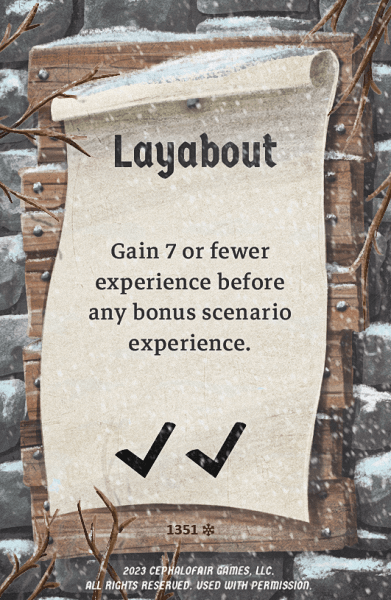 Layabout
Gain 7 or fewer
experience before
any bonus scenario
experience.
1351
2023 CEPHALOFAIR GAMES, LLC.
ALL RIGHTS RESERVED. USED WITH PERMISSION.